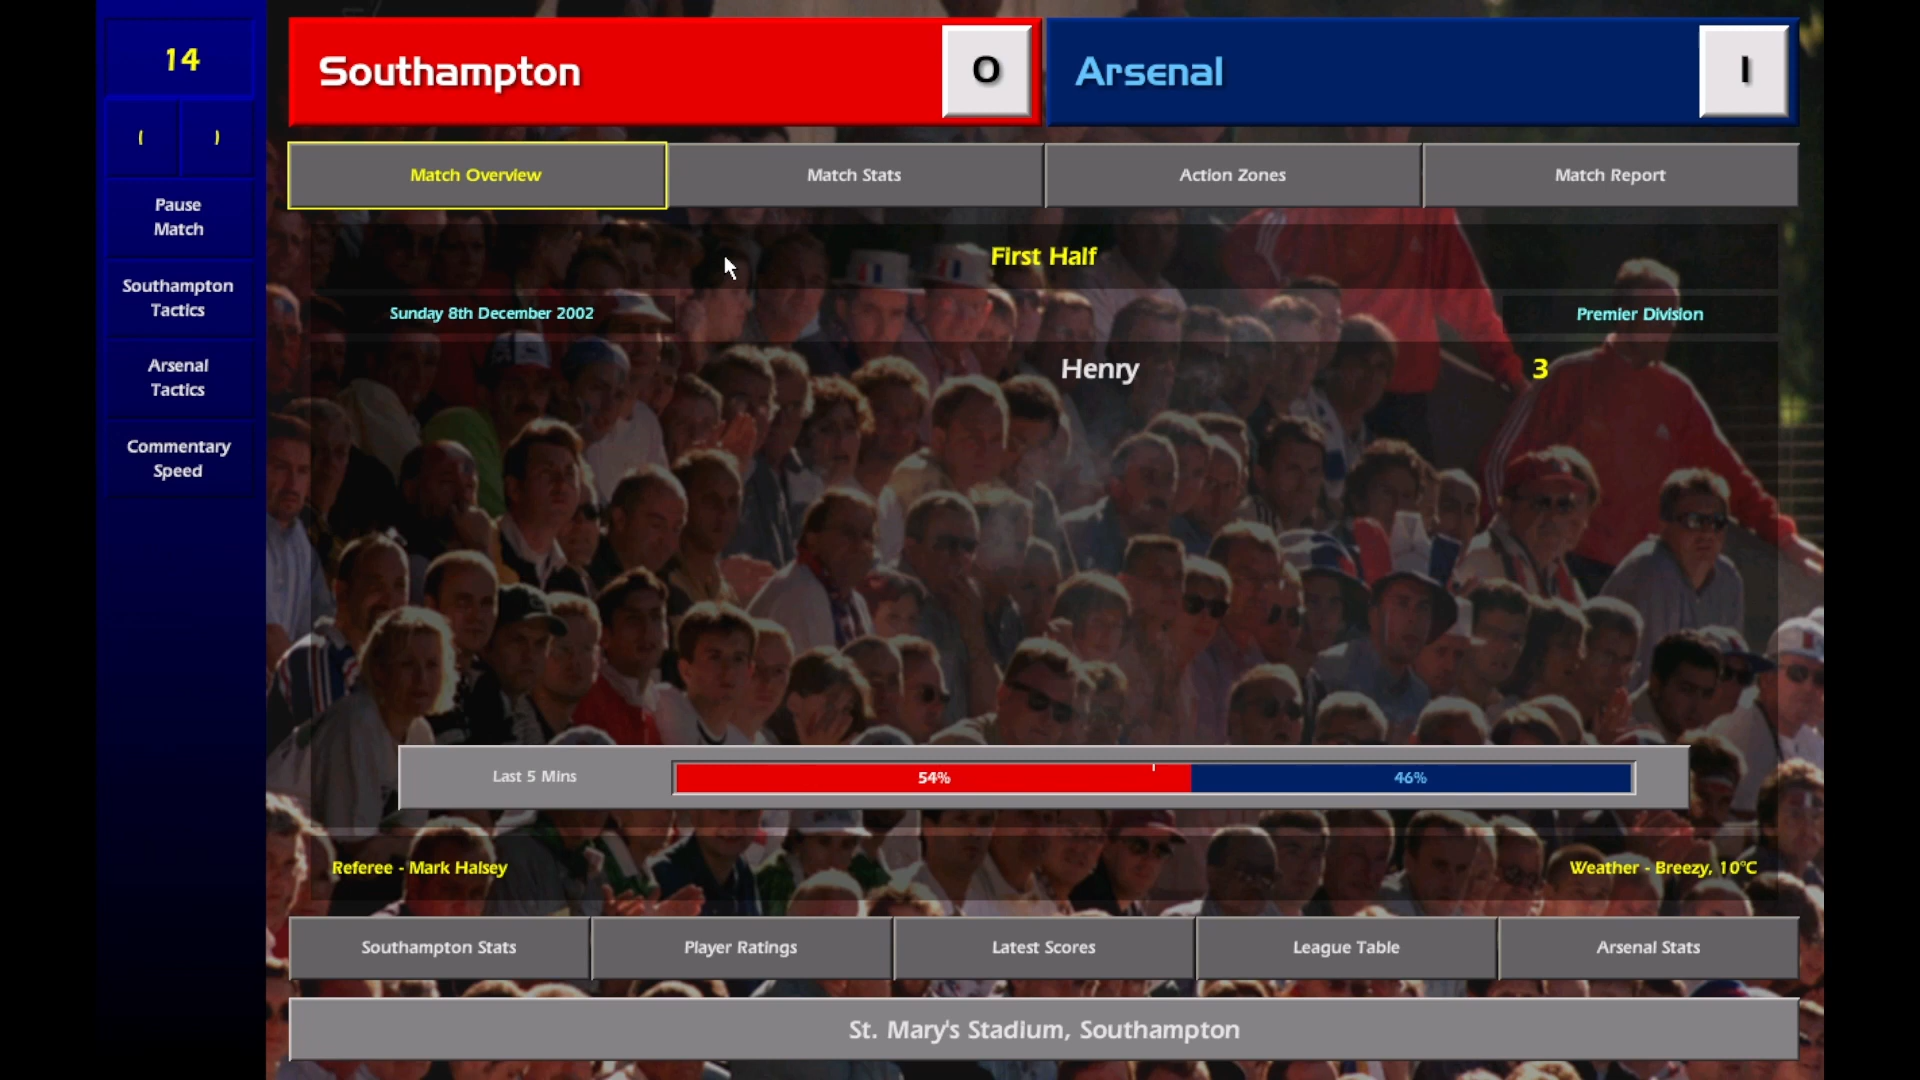 14
Southampton 0 Arsenal 1
( )
Match Overview Match Stats Action Zones Match Report
Pause
Match
First Half
Southampton
Tactics
Sunday 8th December 2002 Premier Division
Arsenal
Tactics
Henry 3
Commentary
Speed
Last 5 Mins 54% 46%
Referee - Mark Halsey Weather - Breezy, 10°C
Southampton Stats Player Ratings Latest Scores League Table Arsenal Stats
St. Mary's Stadium, Southampton